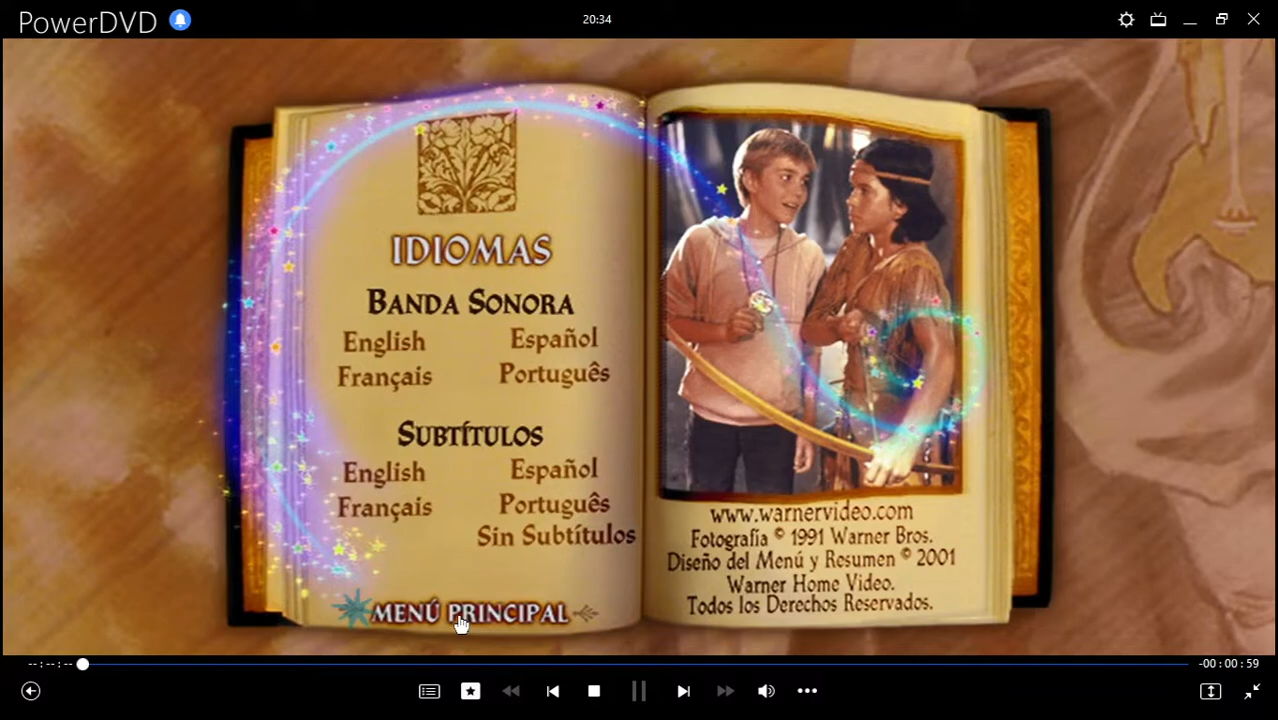 PowerDVD
20:34
IDIOMAS
BANDA SONORA
English Español
Français Português
SUBTÍTULOS
English Español
Français Português
Sin Subtítulos
MENÚ PRINCIPAL
www.warnervideo.com
Fotografía © 1991 Warner Bros.
Diseño del Menú y Resumen © 2001
Warner Home Video.
Todos los Derechos Reservados.
--:--:--
-00:00:59